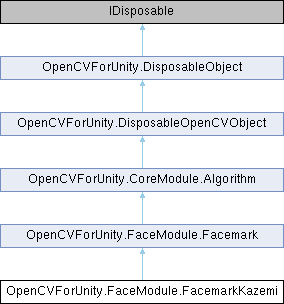 IDisposable
OpenCVForUnity.DisposableObject
OpenCVForUnity.DisposableOpenCVObject
OpenCVForUnity.CoreModule.Algorithm
OpenCVForUnity.FaceModule.Facemark
OpenCVForUnity.FaceModule.FacemarkKazemi